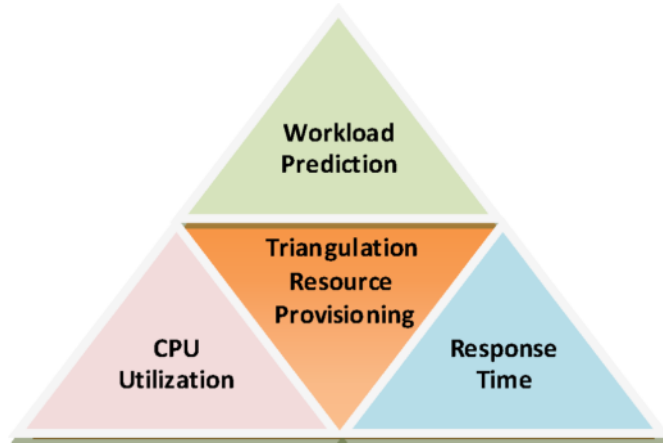 Workload
Prediction
Triangulation
Resource
Provisioning
CPU
Utilization
Response
Time